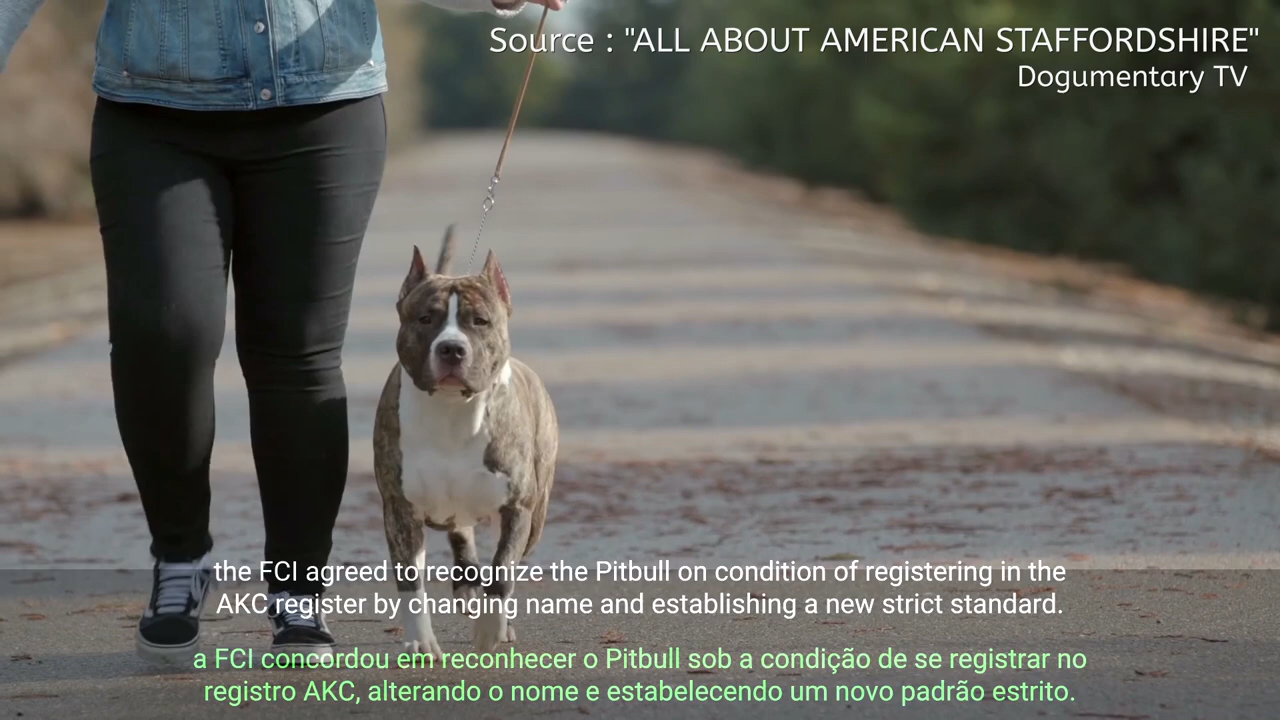 Source : "ALL ABOUT AMERICAN STAFFORDSHIRE"
Dogumentary TV
the FCI agreed to recognize the Pitbull on condition of registering in the
AKC register by changing name and establishing a new strict standard.
a FCI concordou em reconhecer o Pitbull sob a condição de se registrar no
registro AKC, alterando o nome e estabelecendo um novo padrão estrito.